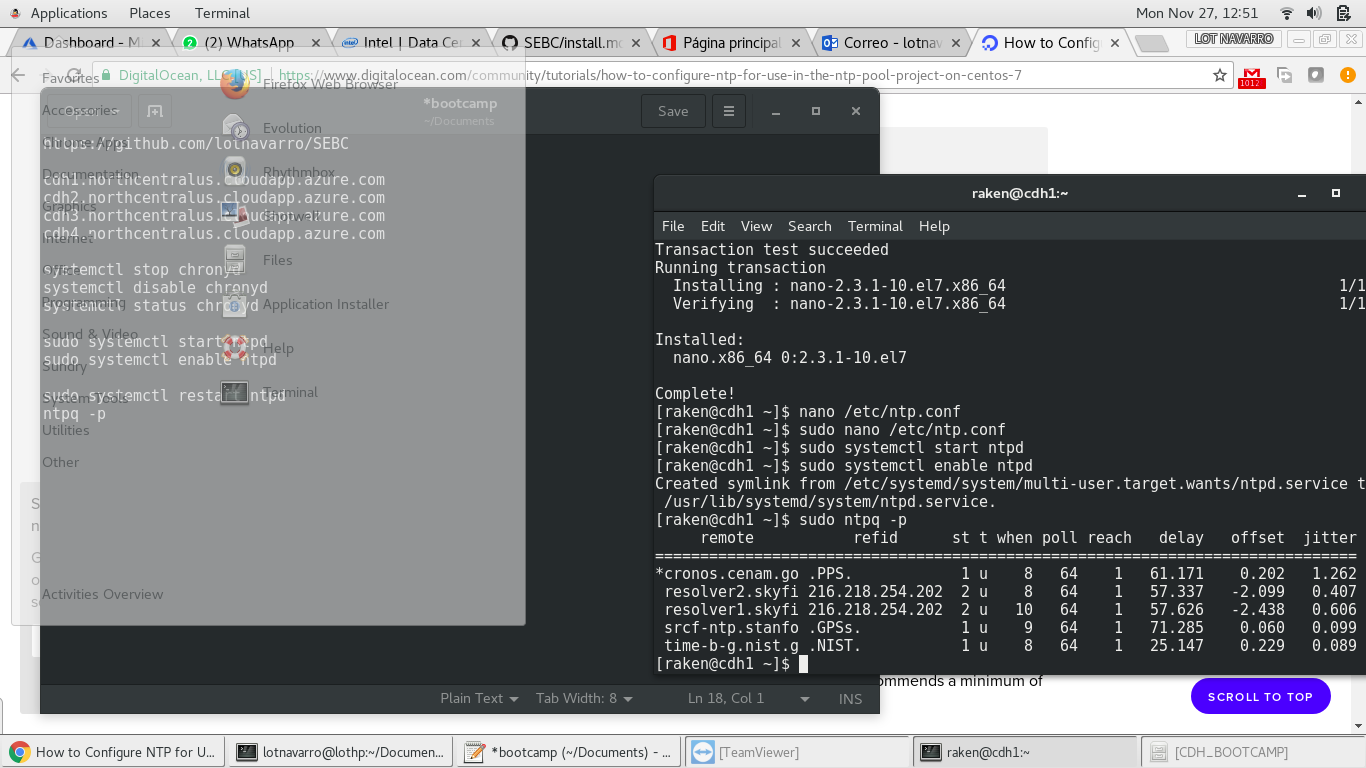 Applications Places Terminal Mon Nov 27, 12:51
Dashboard - Mi (2) WhatsApp Intel | Data Cen SEBC/install.mo Página principal Correo - lotnav How to Config LOT NAVARRO
DigitalOcean, LLC [US] https://www.digitalocean.com/community/tutorials/how-to-configure-ntp-for-use-in-the-ntp-pool-project-on-centos-7 1012
Open *bootcamp ~/Documents Save
Favorites
Accessories
Chrome Apps
Documentation
Graphics
Internet
Office
Programming
Sound & Video
Sundry
System Tools
Utilities
Other
Activities Overview
Firefox Web Browser
Evolution
Rhythmbox
Shotwell
Files
Application Installer
Help
Terminal
https://github.com/lotnavarro/SEBC
cdh1.northcentralus.cloudapp.azure.com
cdh2.northcentralus.cloudapp.azure.com
cdh3.northcentralus.cloudapp.azure.com
cdh4.northcentralus.cloudapp.azure.com
systemctl stop chronyd
systemctl disable chronyd
systemctl status chronyd
sudo systemctl start ntpd
sudo systemctl enable ntpd
sudo systemctl restart ntpd
ntpq -p
Plain Text Tab Width: 8 Ln 18, Col 1 INS
raken@cdh1:~
File Edit View Search Terminal Help
Transaction test succeeded
Running transaction
Installing : nano-2.3.1-10.el7.x86_64 1/1
Verifying : nano-2.3.1-10.el7.x86_64 1/1
Installed:
nano.x86_64 0:2.3.1-10.el7
Complete!
[raken@cdh1 ~]$ nano /etc/ntp.conf
[raken@cdh1 ~]$ sudo nano /etc/ntp.conf
[raken@cdh1 ~]$ sudo systemctl start ntpd
[raken@cdh1 ~]$ sudo systemctl enable ntpd
Created symlink from /etc/systemd/system/multi-user.target.wants/ntpd.service t
/usr/lib/systemd/system/ntpd.service.
[raken@cdh1 ~]$ sudo ntpq -p
remote refid st t when poll reach delay offset jitter
==============================================================================
*cronos.cenam.go .PPS. 1 u 8 64 1 61.171 0.202 1.262
resolver2.skyfi 216.218.254.202 2 u 8 64 1 57.337 -2.099 0.407
resolver1.skyfi 216.218.254.202 2 u 10 64 1 57.626 -2.438 0.606
srcf-ntp.stanfo .GPSs. 1 u 9 64 1 71.285 0.060 0.099
time-b-g.nist.g .NIST. 1 u 8 64 1 25.147 0.229 0.089
[raken@cdh1 ~]$
ommends a minimum of
SCROLL TO TOP
How to Configure NTP for U... lotnavarro@lothp:~/Documen... *bootcamp (~/Documents) - ... [TeamViewer] raken@cdh1:~ [CDH_BOOTCAMP]